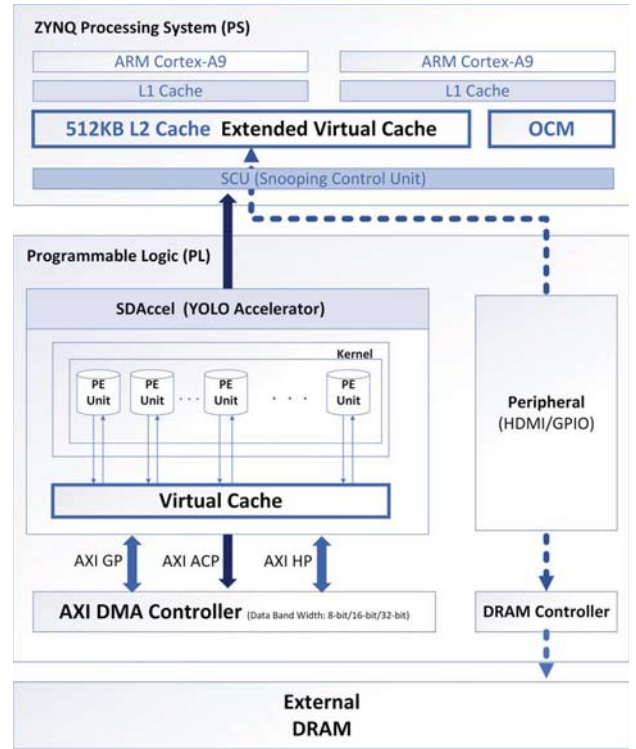 ZYNQ Processing System (PS)
ARM Cortex-A9
ARM Cortex-A9
L1 Cache
L1 Cache
512KB L2 Cache Extended Virtual Cache
OCM
SCU (Snooping Control Unit)
Programmable Logic (PL)
SDAccel (YOLO Accelerator)
Kernel
PE
Unit
PE
Unit
. . .
PE
Unit
. . .
PE
Unit
Virtual Cache
Peripheral
(HDMI/GPIO)
AXI GP
AXI ACP
AXI HP
AXI DMA Controller (Data Band Width: 8-bit/16-bit/32-bit)
DRAM Controller
External
DRAM